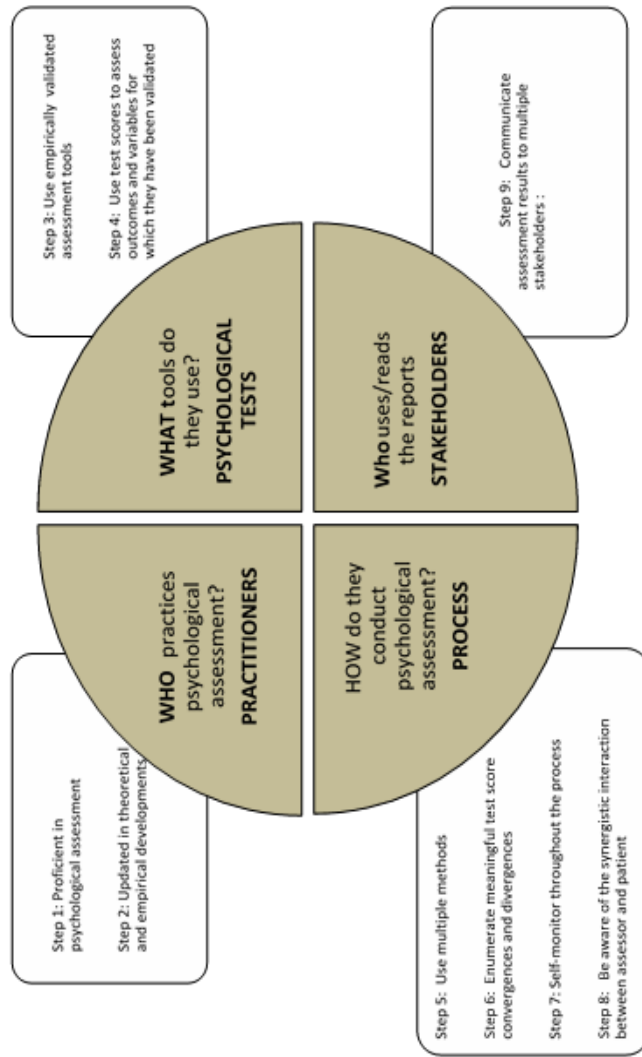 Step 1: Proficient in
psychological assessment
Step 2: Updated in theoretical
and empirical developments
WHO practices
psychological
assessment?
PRACTITIONERS
WHAT tools do
they use?
PSYCHOLOGICAL
TESTS
Step 3: Use empirically validated
assessment tools
Step 4: Use test scores to assess
outcomes and variables for
which they have been validated
Step 5: Use multiple methods
Step 6: Enumerate meaningful test score
convergences and divergences
Step 7: Self-monitor throughout the process
Step 8: Be aware of the synergistic interaction
between assessor and patient
HOW do they
conduct
psychological
assessment?
PROCESS
Who uses/reads
the reports
STAKEHOLDERS
Step 9: Communicate
assessment results to multiple
stakeholders :